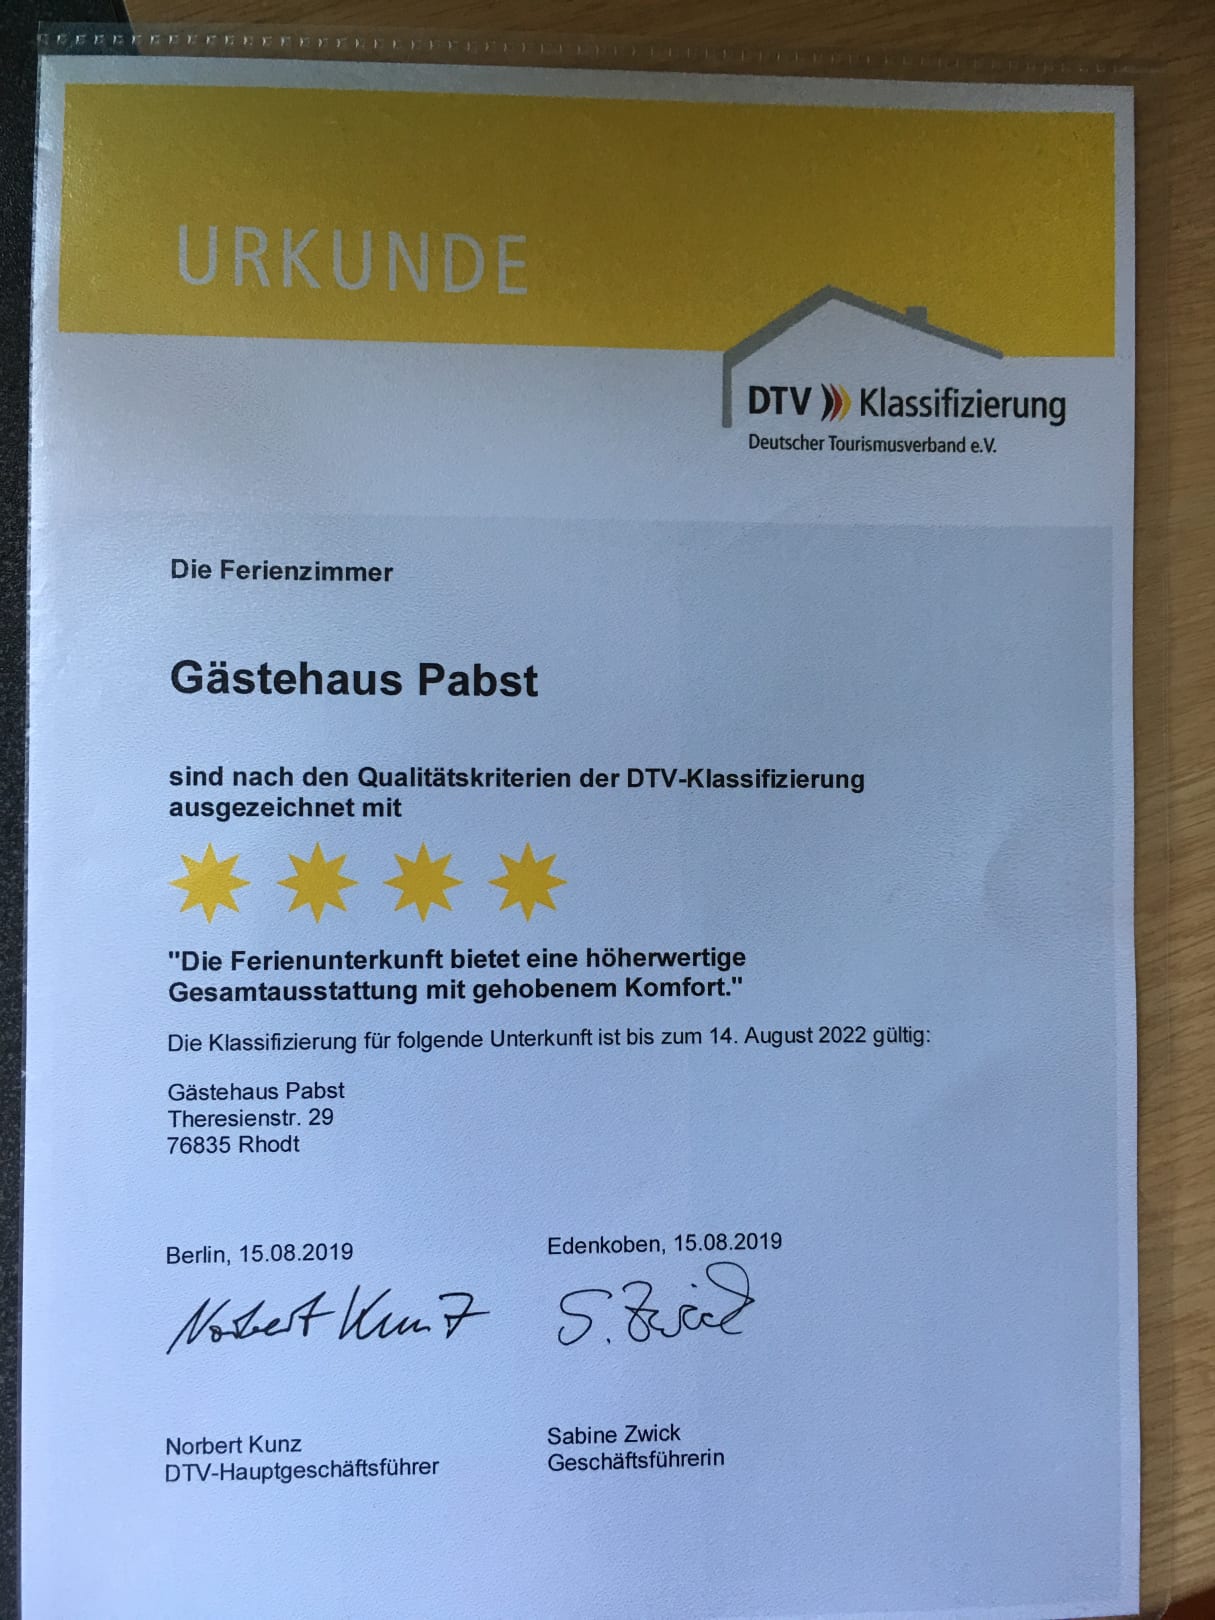 URKUNDE
DTV Klassifizierung
Deutscher Tourismusverband e.V.
Die Ferienzimmer
Gästehaus Pabst
sind nach den Qualitätskriterien der DTV-Klassifizierung
ausgezeichnet mit
"Die Ferienunterkunft bietet eine höherwertige
Gesamtausstattung mit gehobenem Komfort."
Die Klassifizierung für folgende Unterkunft ist bis zum 14. August 2022 gültig:
Gästehaus Pabst
Theresienstr. 29
76835 Rhodt
Berlin, 15.08.2019
Edenkoben, 15.08.2019
Norbert Kunz
S. Zwick
Norbert Kunz
DTV-Hauptgeschäftsführer
Sabine Zwick
Geschäftsführerin